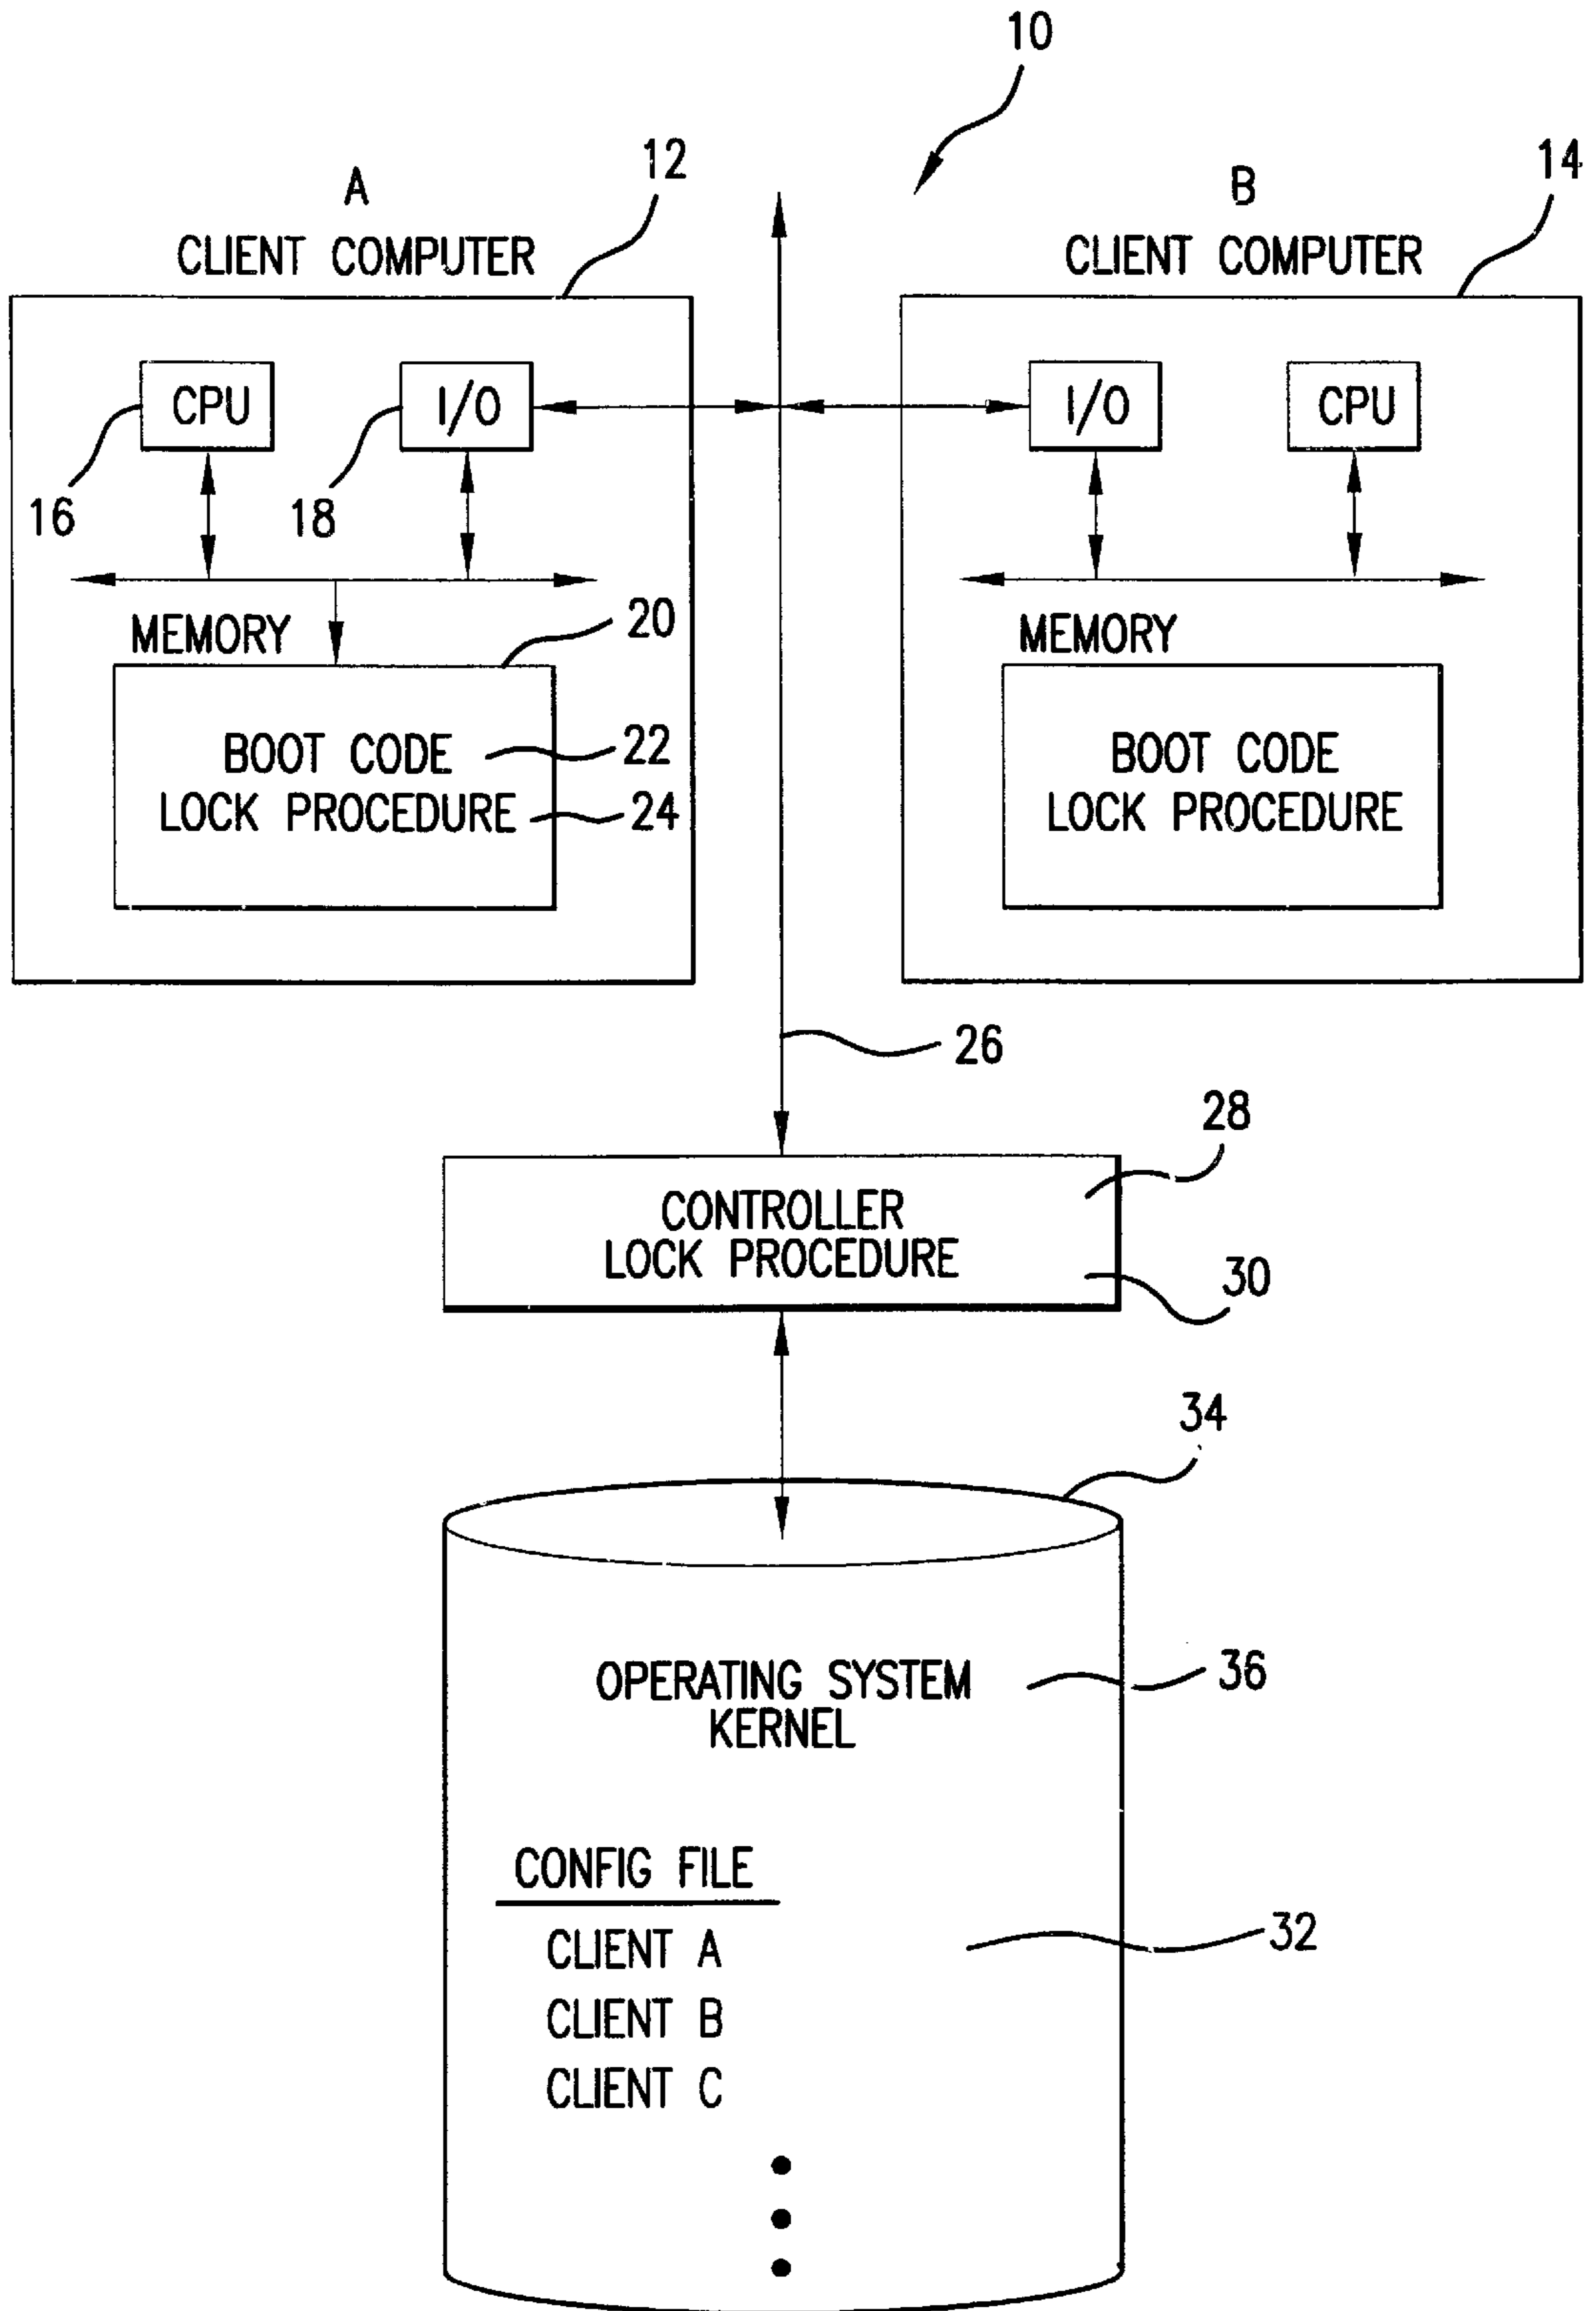 10
A
12
B
14
CLIENT COMPUTER
CLIENT COMPUTER
CPU
I/O
I/O
CPU
16
18
MEMORY
20
MEMORY
BOOT CODE
22
LOCK PROCEDURE
24
BOOT CODE
LOCK PROCEDURE
26
28
CONTROLLER
LOCK PROCEDURE
30
34
OPERATING SYSTEM
KERNEL
36
CONFIG FILE
CLIENT A
32
CLIENT B
CLIENT C